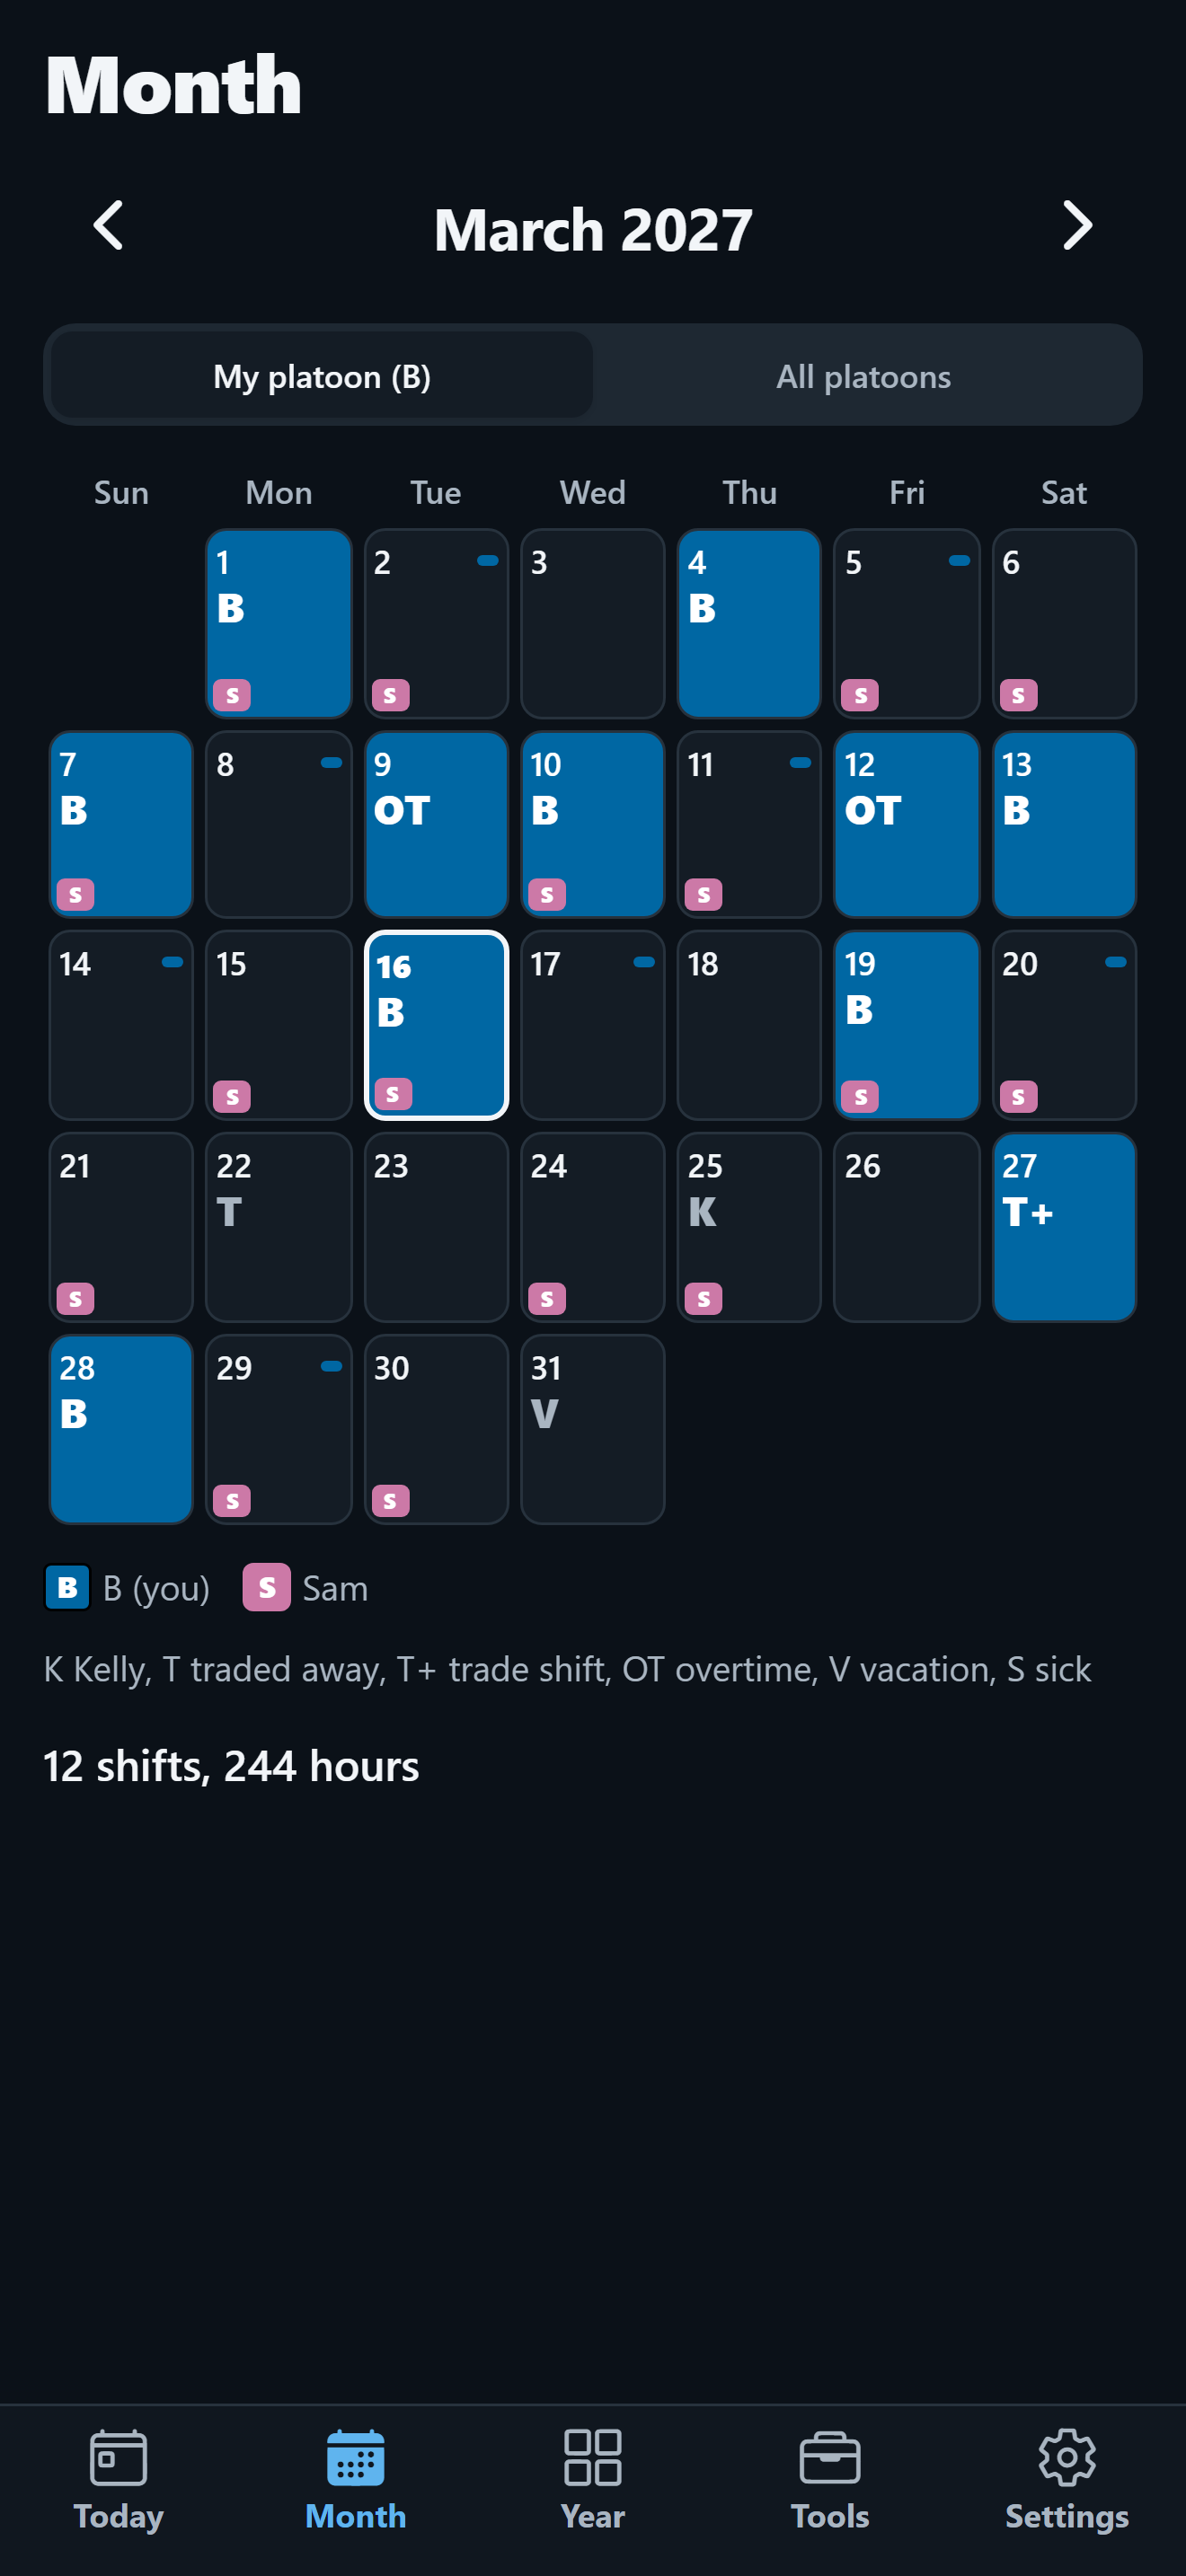 Month
March 2027
My platoon (B) All platoons
Sun Mon Tue Wed Thu Fri Sat
1 2 3 4 5 6
B B
S S S S
7 8 9 10 11 12 13
B OT B OT B
S S S
14 15 16 17 18 19 20
B B
S S S S
21 22 23 24 25 26 27
T K T+
S S S
28 29 30 31
B V
S S
B B (you) S Sam
K Kelly, T traded away, T+ trade shift, OT overtime, V vacation, S sick
12 shifts, 244 hours
Today Month Year Tools Settings